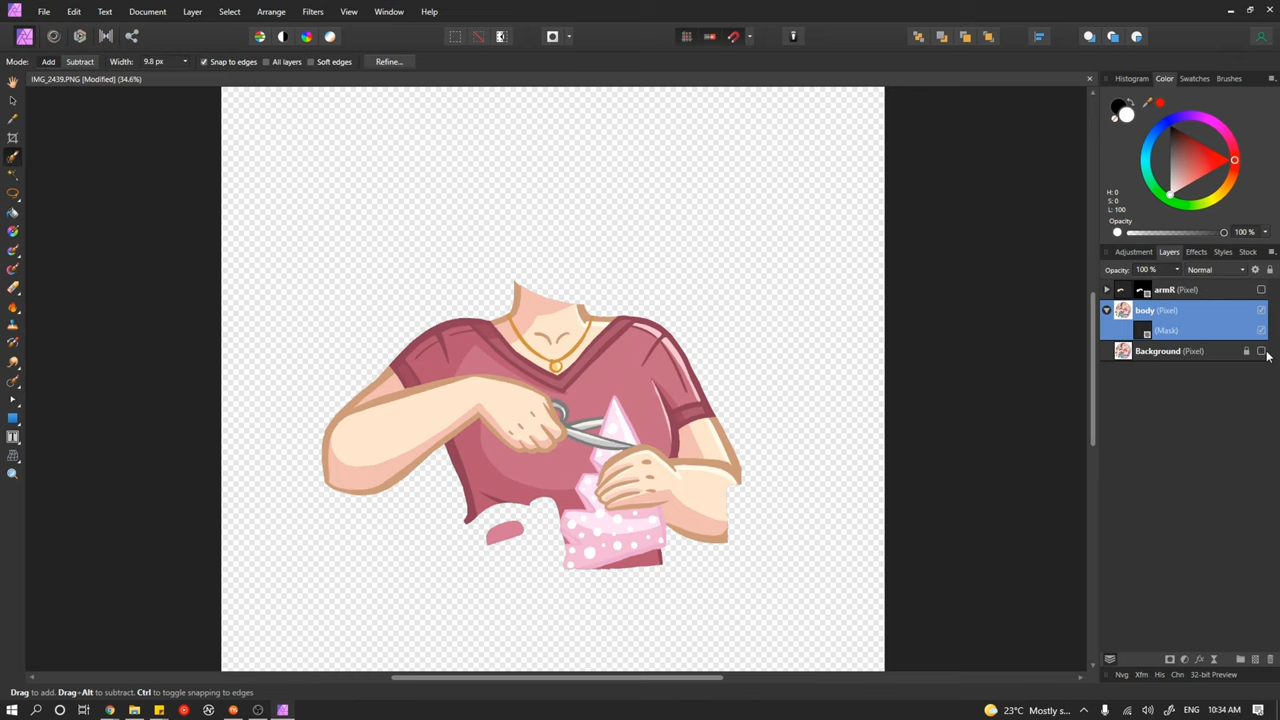 File Edit Text Document Layer Select Arrange Filters View Window Help
Mode: Add Subtract Width: 9.8 px Snap to edges All layers Soft edges Refine...
IMG_2439.PNG [Modified] (34.6%)
Histogram Color Swatches Brushes
H: 0
S: 0
L: 100
Opacity
100 %
Adjustment Layers Effects Styles Stock
Opacity: 100 % Normal
armR (Pixel)
body (Pixel)
(Mask)
Background (Pixel)
Nvg Xfm His Chn 32-bit Preview
Drag to add. Drag+Alt to subtract. Ctrl to toggle snapping to edges
23°C Mostly s... ENG 10:34 AM